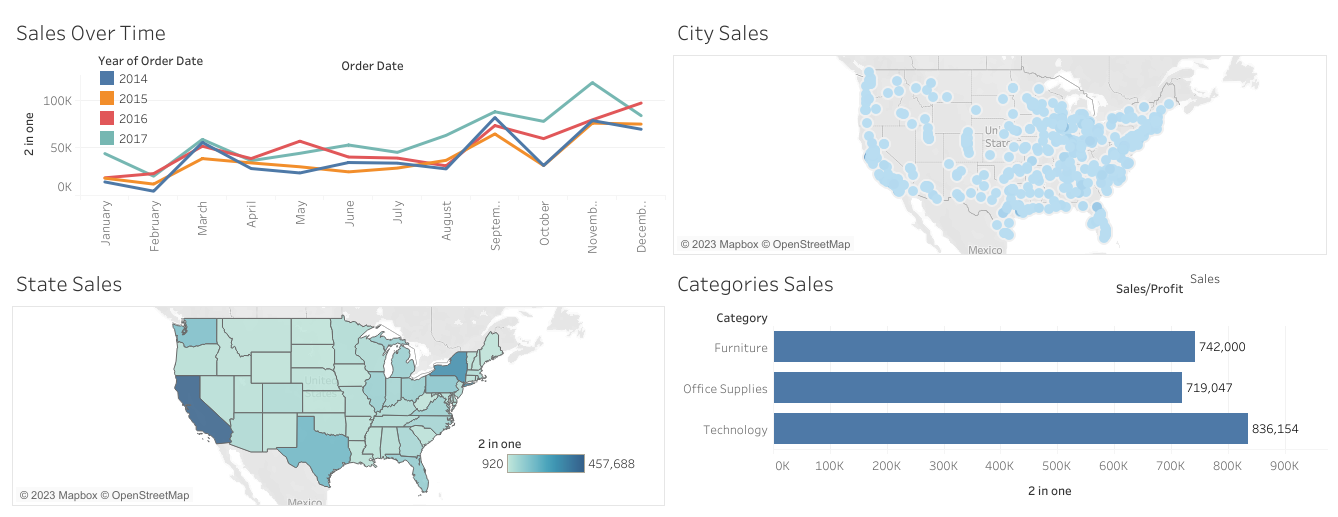 Sales Over Time
Year of Order Date
Order Date
2014
2015
2016
2017
2 in one
100K
50K
0K
January
February
March
April
May
June
July
August
Septem..
October
Novemb..
Decemb..
City Sales
Uni
State
Mexico
© 2023 Mapbox © OpenStreetMap
State Sales
United
States
Mexico
2 in one
920
457,688
© 2023 Mapbox © OpenStreetMap
Categories Sales
Sales/Profit
Sales
Category
Furniture
742,000
Office Supplies
719,047
Technology
836,154
0K 100K 200K 300K 400K 500K 600K 700K 800K 900K
2 in one